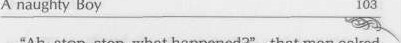 A naughty Boy 103
"Ah, stop, stop, what happened?" that man asked